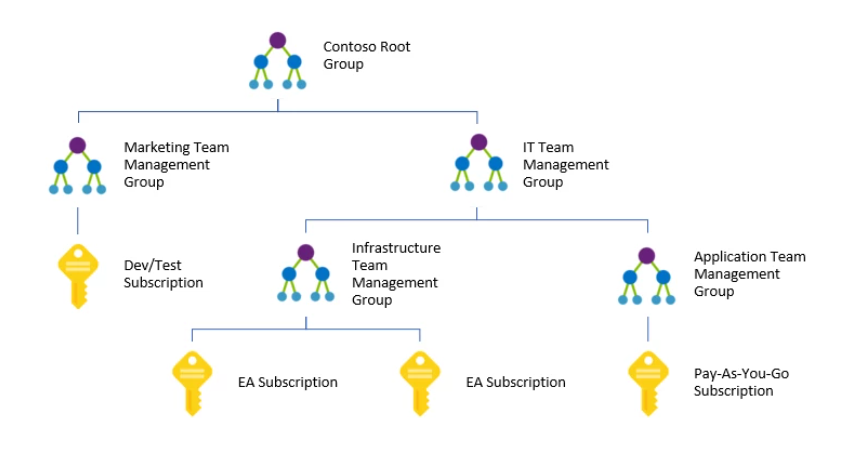 Contoso Root
Group
Marketing Team
Management
Group
IT Team
Management
Group
Dev/Test
Subscription
Infrastructure
Team
Management
Group
Application Team
Management
Group
EA Subscription
EA Subscription
Pay-As-You-Go
Subscription